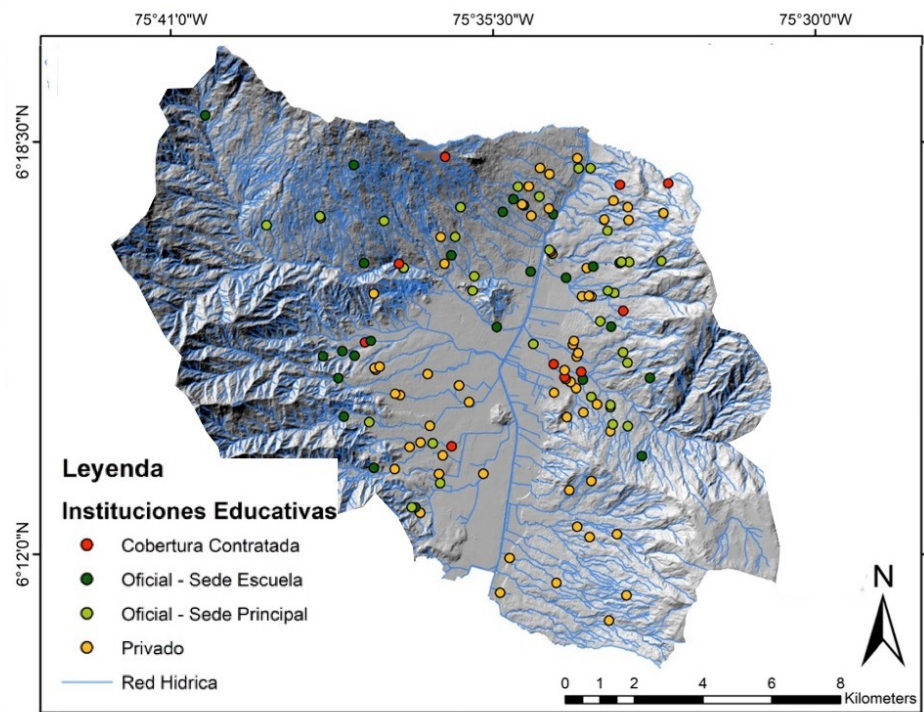 75°41'0"W 75°35'30"W 75°30'0"W
6°18'30"N
6°12'0"N
Leyenda
Instituciones Educativas
Cobertura Contratada
Oficial - Sede Escuela
Oficial - Sede Principal
Privado
Red Hidrica
N
0 1 2 4 6 8
Kilometers